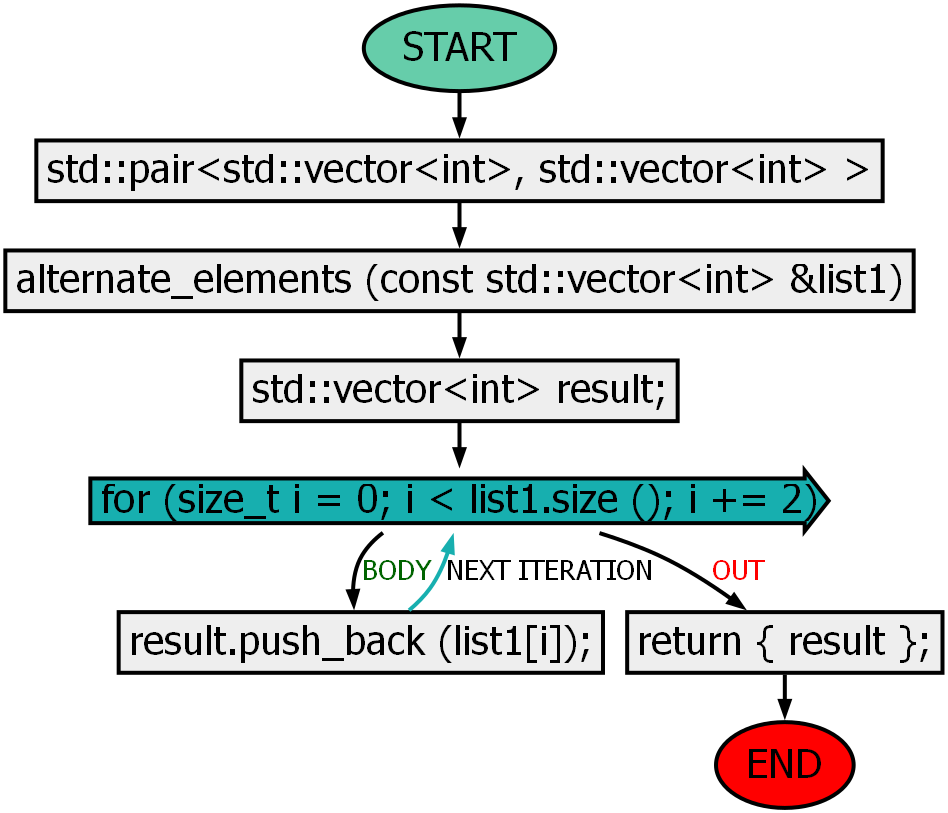 START
std::pair<std::vector<int>, std::vector<int> >
alternate_elements (const std::vector<int> &list1)
std::vector<int> result;
for (size_t i = 0; i < list1.size (); i += 2)
BODY
NEXT ITERATION
OUT
result.push_back (list1[i]);
return { result };
END